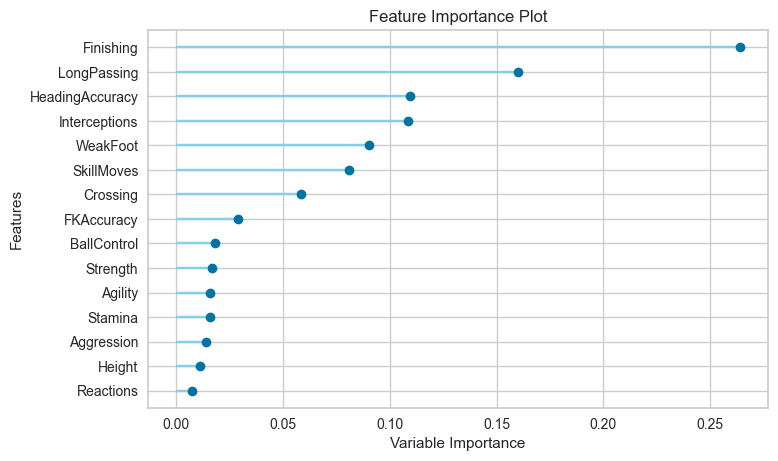 Feature Importance Plot
Features
Finishing
LongPassing
HeadingAccuracy
Interceptions
WeakFoot
SkillMoves
Crossing
FKAccuracy
BallControl
Strength
Agility
Stamina
Aggression
Height
Reactions
0.00 0.05 0.10 0.15 0.20 0.25
Variable Importance